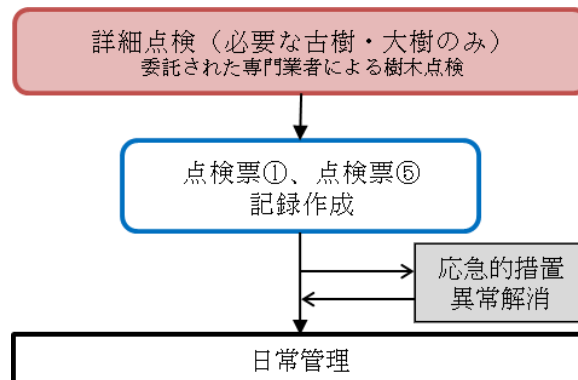 詳細点検（必要な古樹・大樹のみ）
委託された専門業者による樹木点検
点検票①、点検票⑤
記録作成
応急的措置
異常解消
日常管理